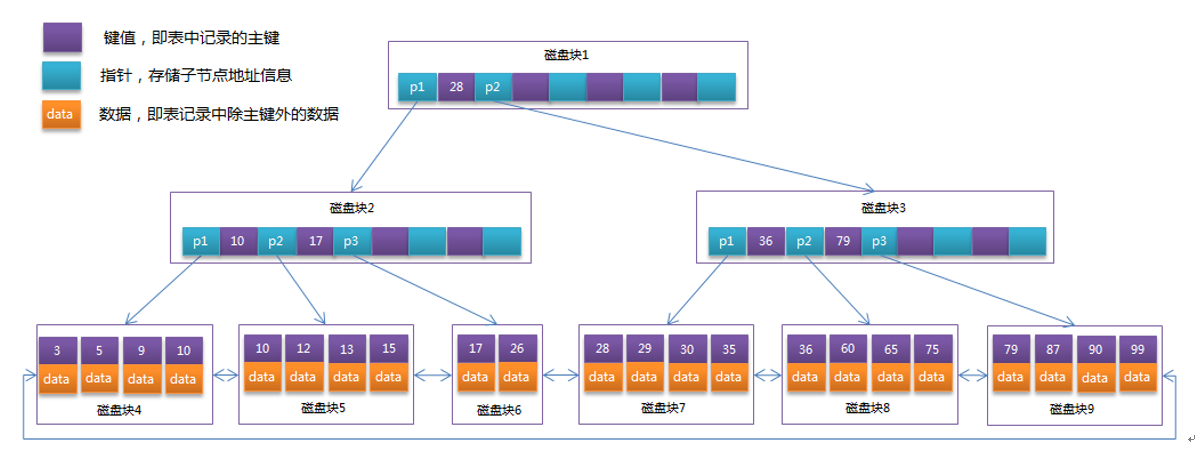 键值，即表中记录的主键
指针，存储子节点地址信息
data 数据，即表记录中除主键外的数据
磁盘块1
p1 28 p2
磁盘块2
p1 10 p2 17 p3
磁盘块3
p1 36 p2 79 p3
3 5 9 10
data data data data
磁盘块4
10 12 13 15
data data data data
磁盘块5
17 26
data data
磁盘块6
28 29 30 35
data data data data
磁盘块7
36 60 65 75
data data data data
磁盘块8
79 87 90 99
data data data data
磁盘块9